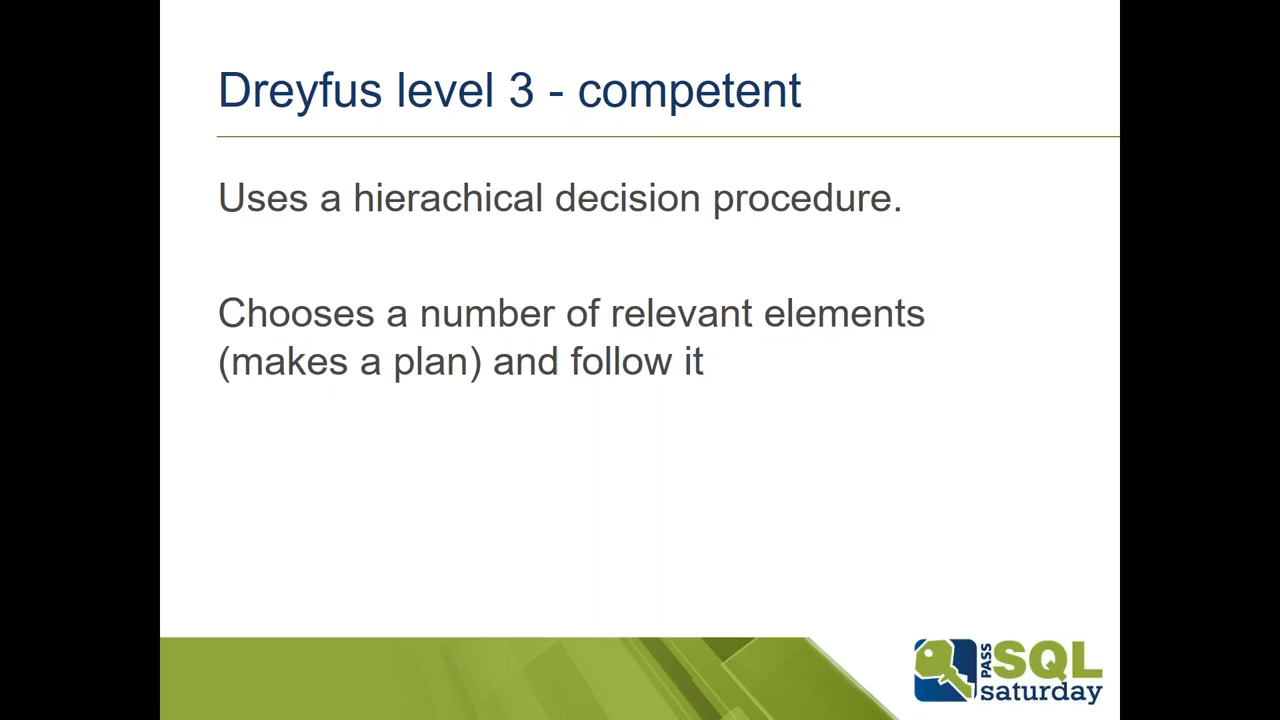 Dreyfus level 3 - competent
Uses a hierachical decision procedure.
Chooses a number of relevant elements
(makes a plan) and follow it
PASS
SQL
saturday